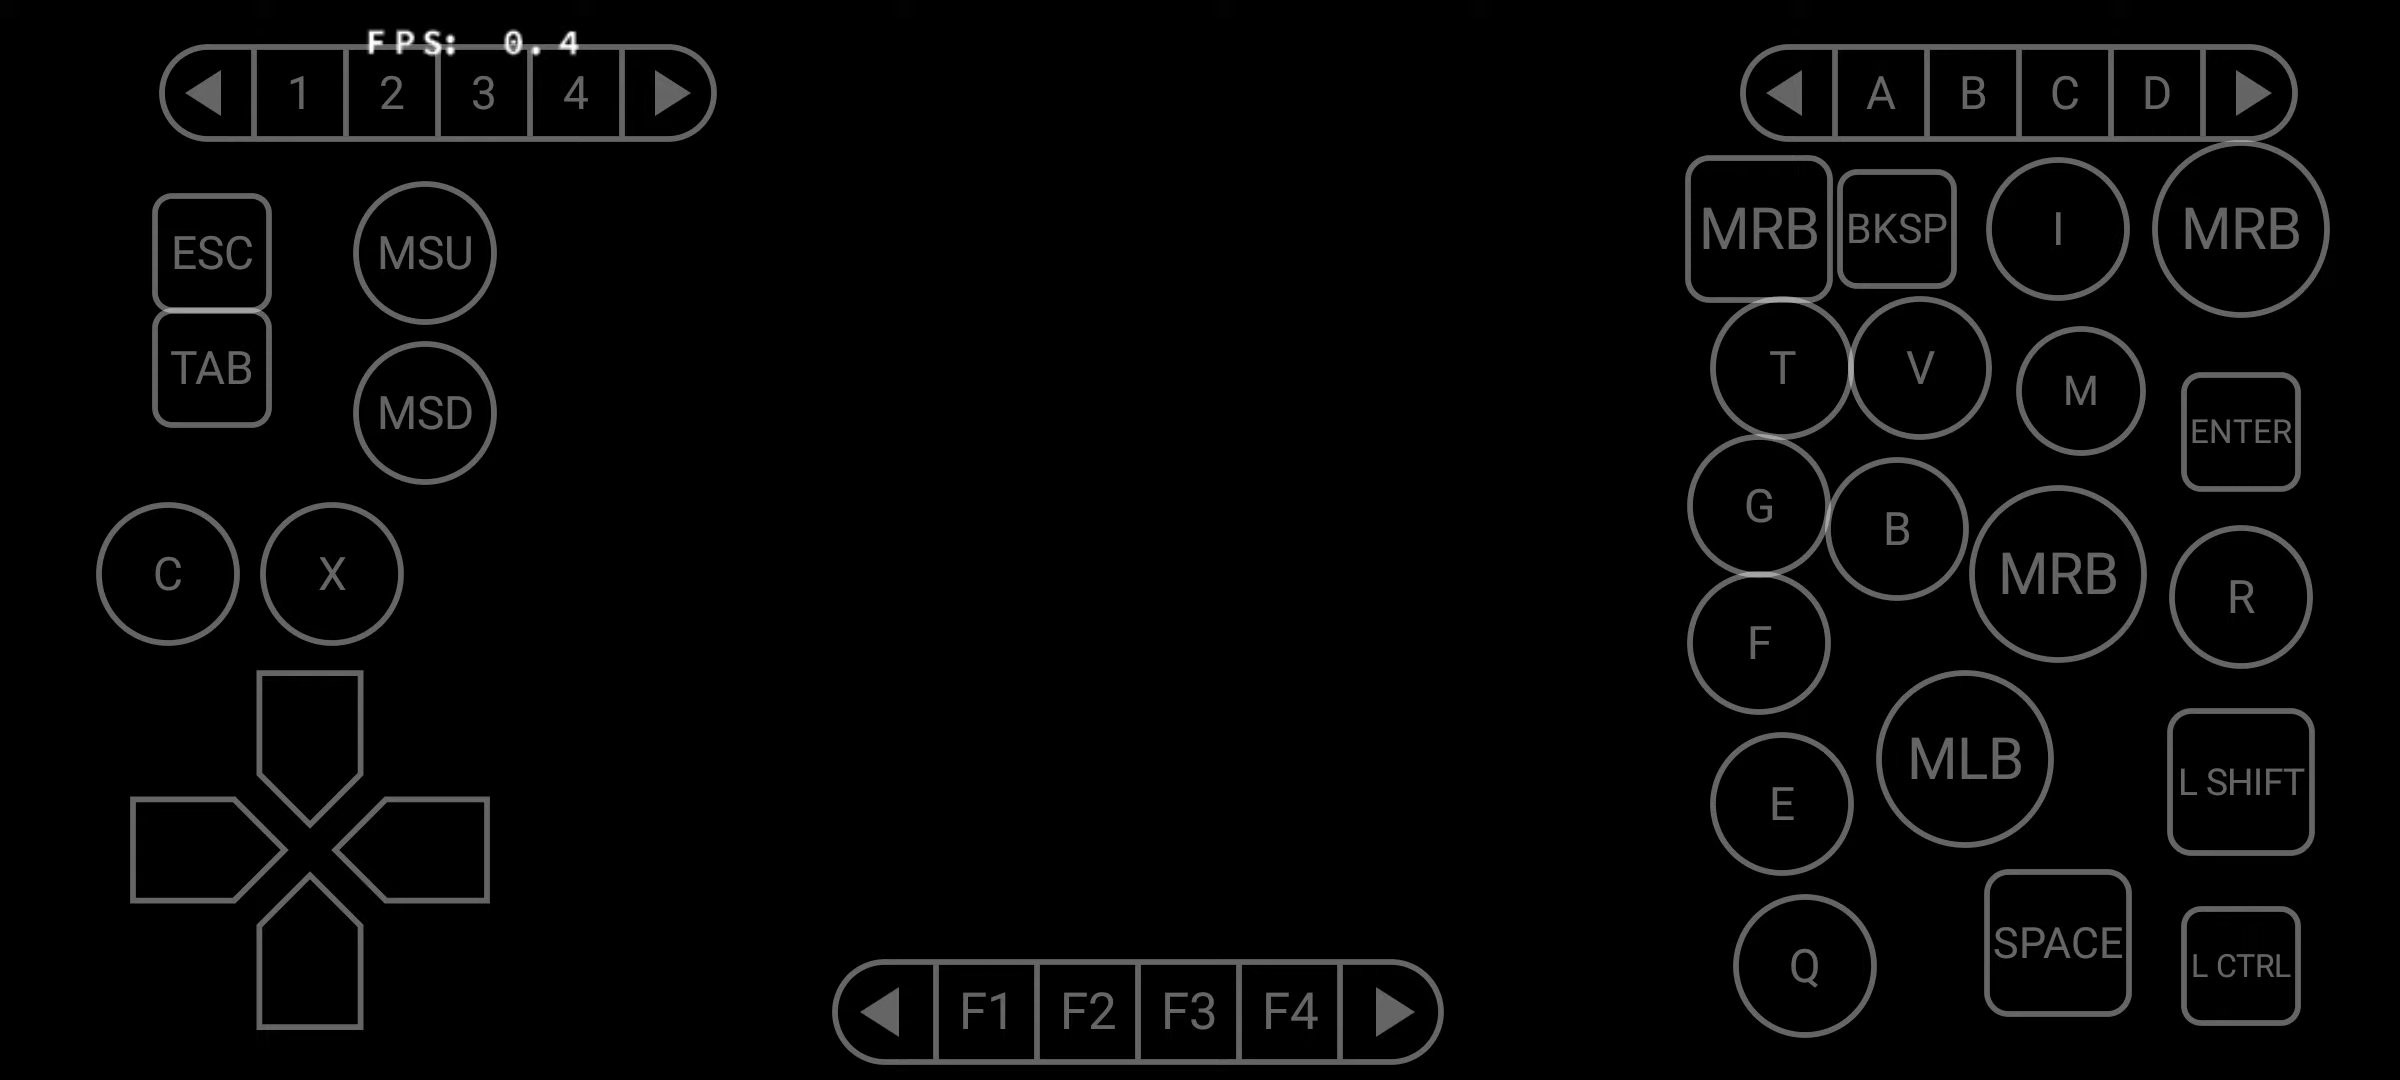 FPS: 0.4
1 2 3 4
A B C D
ESC
MSU
MRB
BKSP
I
MRB
TAB
MSD
T
V
M
ENTER
G
B
MRB
R
C
X
F
MLB
L SHIFT
E
SPACE
L CTRL
Q
F1 F2 F3 F4